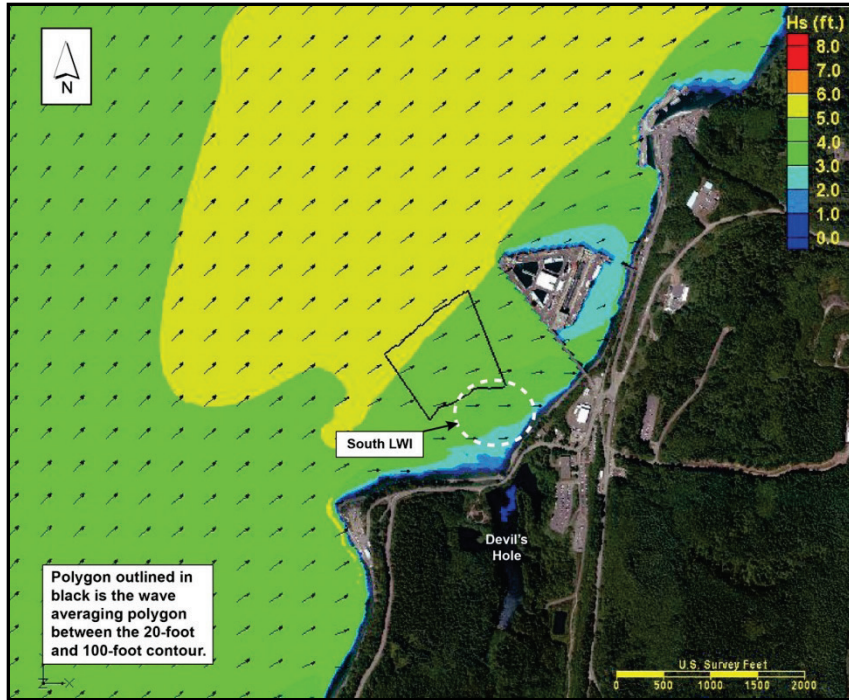 N
Hs (ft.)
8.0
7.0
6.0
5.0
4.0
3.0
2.0
1.0
0.0
South LWI
Devil's
Hole
Polygon outlined in
black is the wave
averaging polygon
between the 20-foot
and 100-foot contour.
X
U.S. Survey Feet
0 500 1000 1500 2000